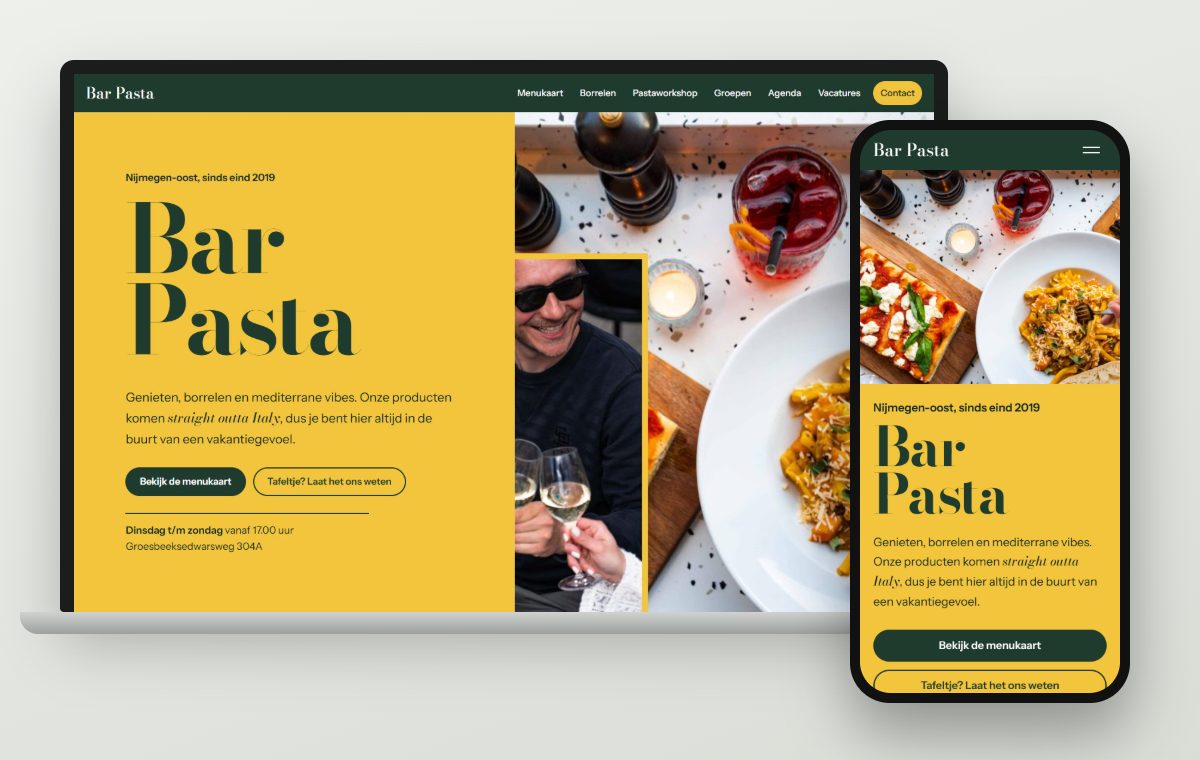 Bar Pasta
Menukaart Borrelen Pastaworkshop Groepen Agenda Vacatures Contact
Nijmegen-oost, sinds eind 2019
Bar
Pasta
Genieten, borrelen en mediterrane vibes. Onze producten
komen straight outta Italy, dus je bent hier altijd in de
buurt van een vakantiegevoel.
Bekijk de menukaart Tafeltje? Laat het ons weten
Dinsdag t/m zondag vanaf 17.00 uur
Groesbeeksedwarsweg 304A
Bar Pasta
Nijmegen-oost, sinds eind 2019
Bar
Pasta
Genieten, borrelen en mediterrane vibes.
Onze producten komen straight outta
Italy, dus je bent hier altijd in de buurt van
een vakantiegevoel.
Bekijk de menukaart
Tafeltje? Laat het ons weten